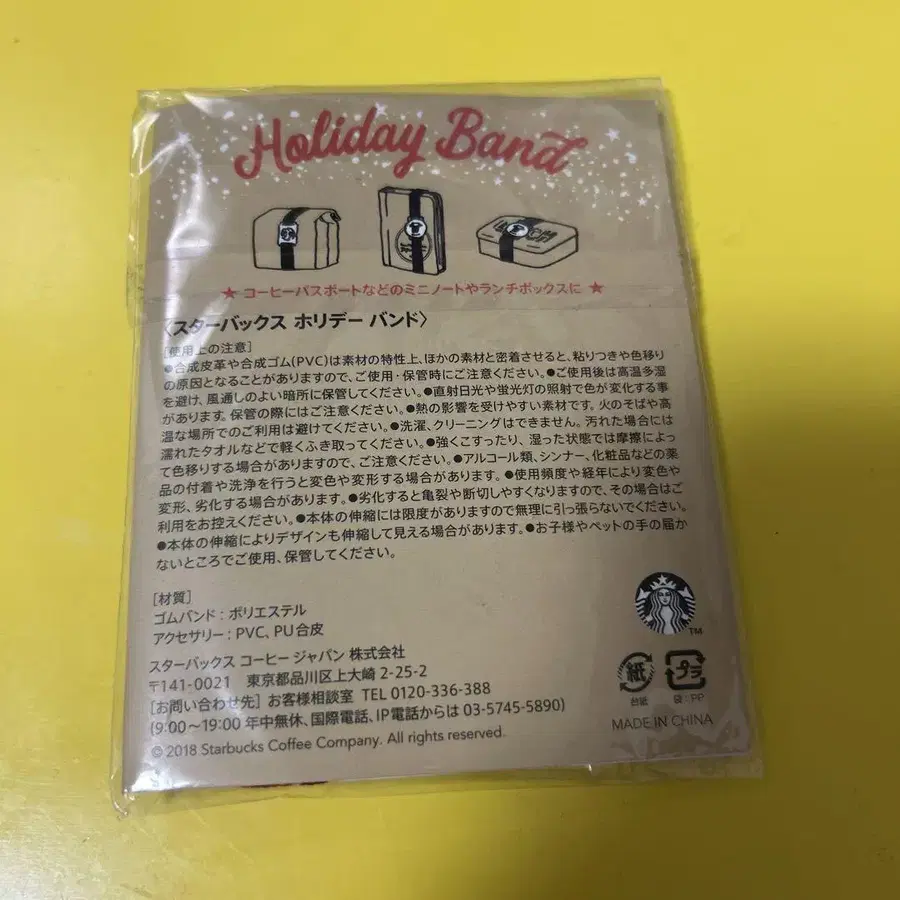 Holiday Band
★ コーヒーパスポートなどのミニノートやランチボックスに ★
〈スターバックス ホリデー バンド〉
[使用上の注意]
●合成皮革や合成ゴム(PVC)は素材の特性上、ほかの素材と密着させると、粘りつきや色移り
の原因となることがありますので、ご使用・保管時にご注意ください。●ご使用後は高温多湿
を避け、風通しのよい暗所に保管してください。●直射日光や蛍光灯の照射で色が変化する事
があります。保管の際にはご注意ください。●熱の影響を受けやすい素材です。火のそばや高
温な場所でのご利用は避けてください。●洗濯、クリーニングはできません。汚れた場合には
濡れたタオルなどで軽くふき取ってください。●強くこすったり、湿った状態では摩擦によっ
て色移りする場合がありますので、ご注意ください。●アルコール類、シンナー、化粧品などの薬
品の付着や洗浄を行うと変色や変形する場合があります。●使用頻度や経年により変色や
変形、劣化する場合があります。●劣化すると亀裂や断切しやすくなりますので、その場合はご
利用をお控えください。●本体の伸縮には限度がありますので無理に引っ張らないでください。
●本体の伸縮によりデザインも伸縮して見える場合があります。●お子様やペットの手の届か
ないところでご使用、保管してください。
[材質]
ゴムバンド : ポリエステル
アクセサリー : PVC、PU合皮
スターバックス コーヒー ジャパン 株式会社
〒141-0021 東京都品川区上大崎 2-25-2
[お問い合わせ先] お客様相談室 TEL 0120-336-388
(9:00〜19:00 年中無休、国際電話、IP電話からは 03-5745-5890)
© 2018 Starbucks Coffee Company. All rights reserved.
TM
紙
プラ
台紙
袋 : PP
MADE IN CHINA